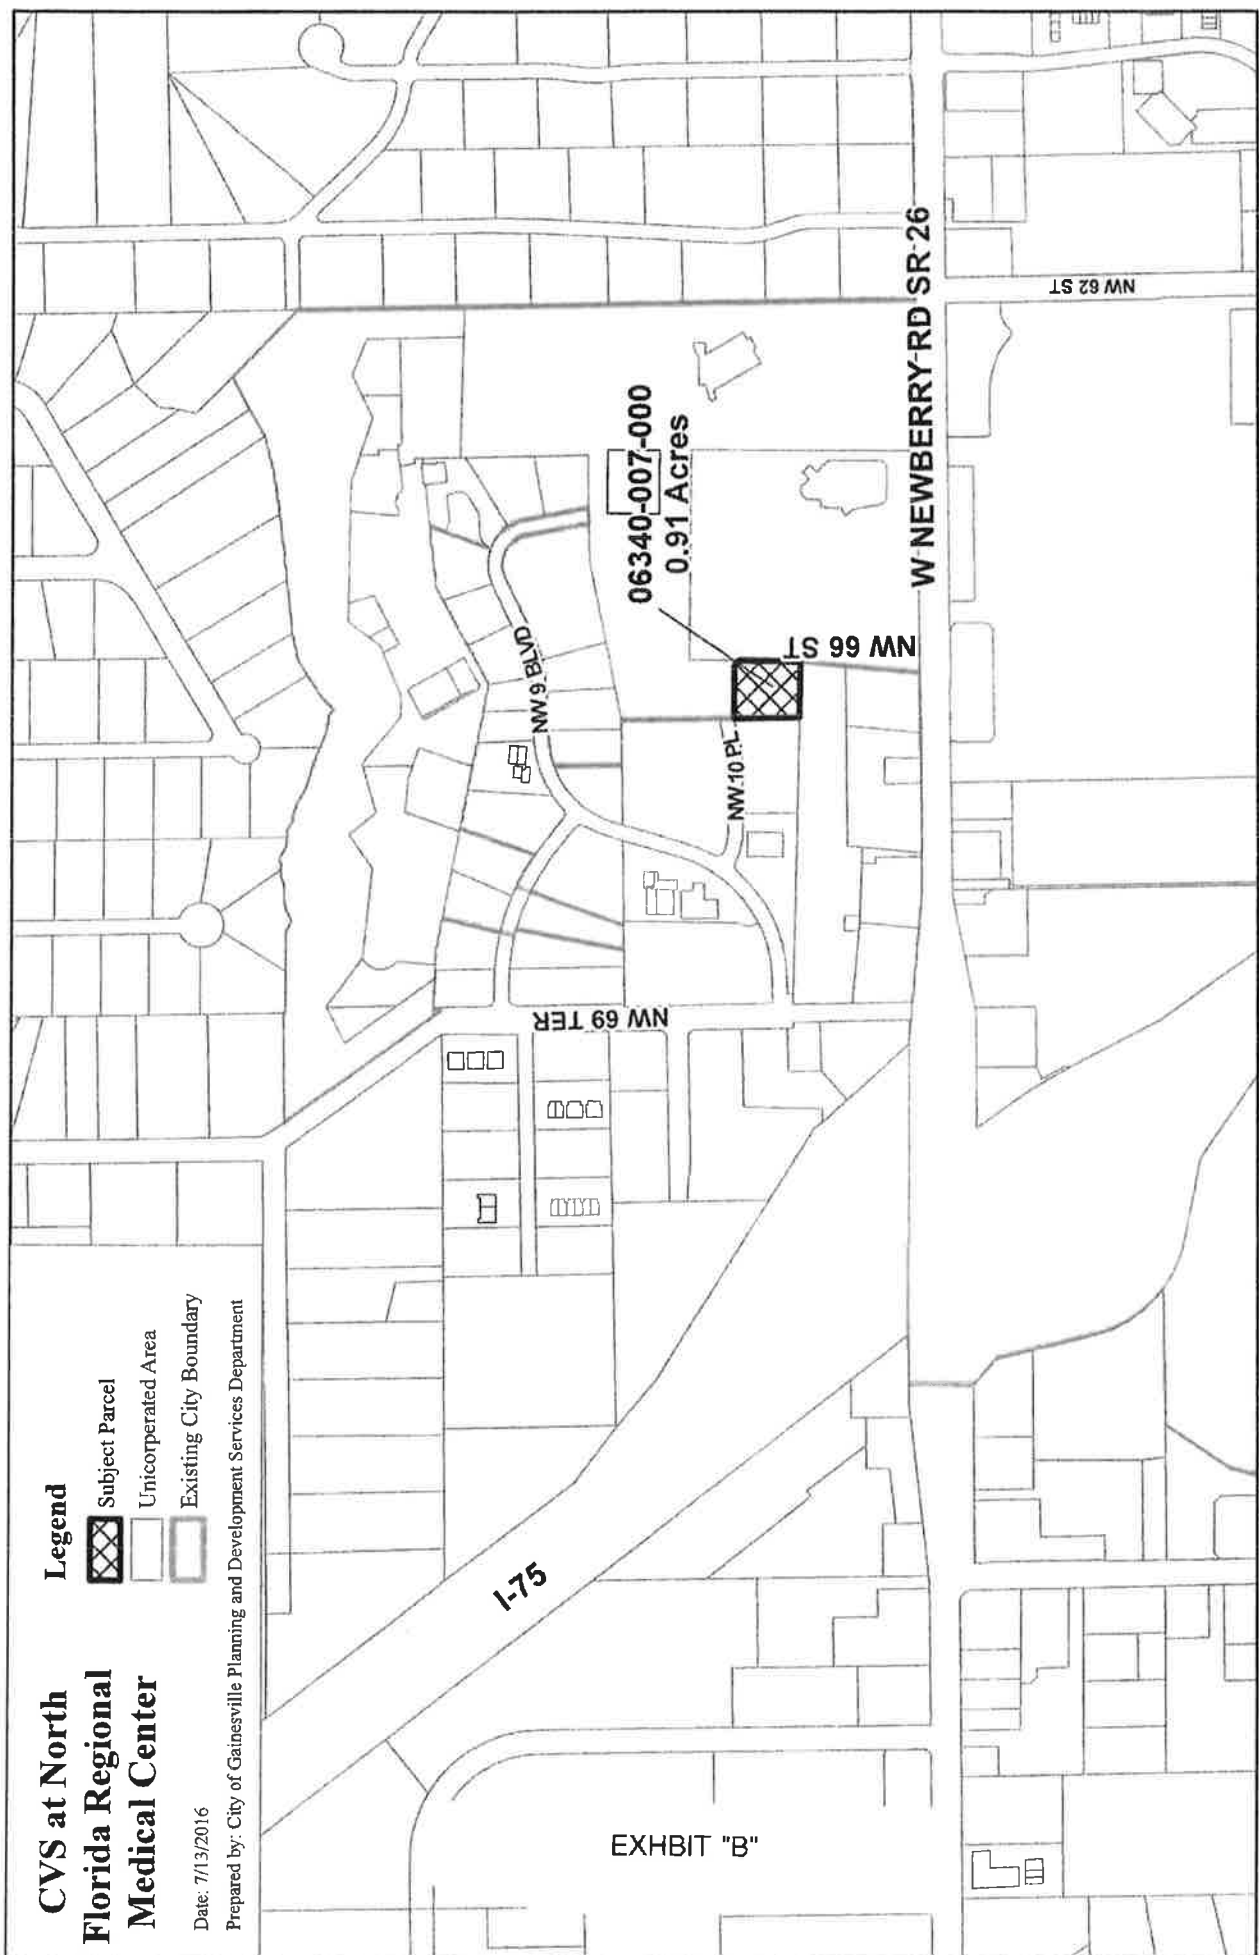 CVS at North
Florida Regional
Medical Center
Date: 7/13/2016
Prepared by: City of Gainesville Planning and Development Services Department
Legend
Subject Parcel
Unicorperated Area
Existing City Boundary
I-75
NW 69 TER
NW 9 BLVD
NW 10 PL
06340-007-000
0.91 Acres
NW 66 ST
W NEWBERRY RD SR 26
NW 62 ST
EXHBIT "B"